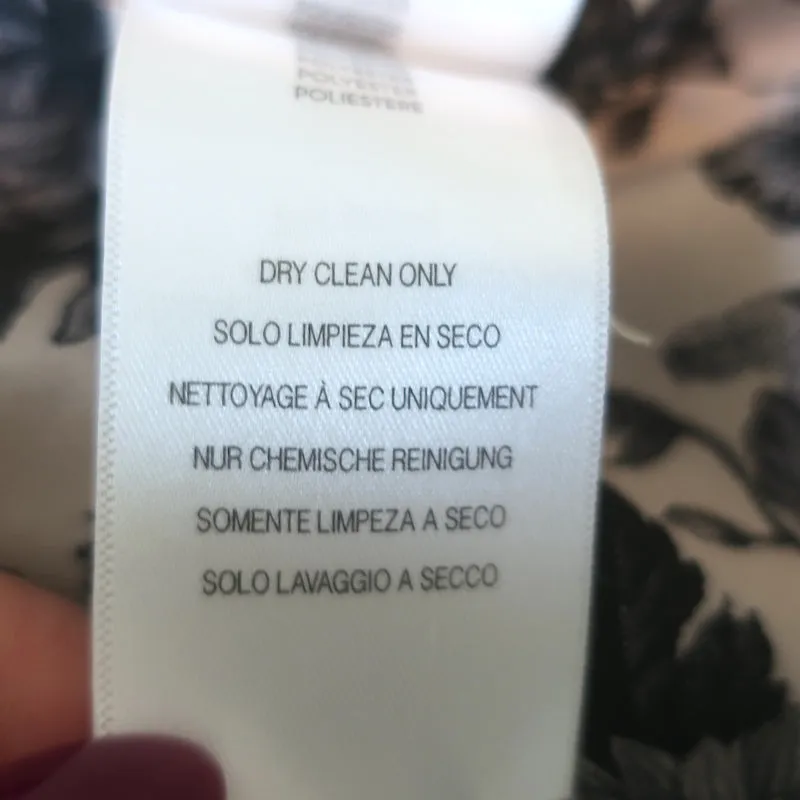 POLYESTER
POLIESTERE
DRY CLEAN ONLY
SOLO LIMPIEZA EN SECO
NETTOYAGE À SEC UNIQUEMENT
NUR CHEMISCHE REINIGUNG
SOMENTE LIMPEZA A SECO
SOLO LAVAGGIO A SECCO